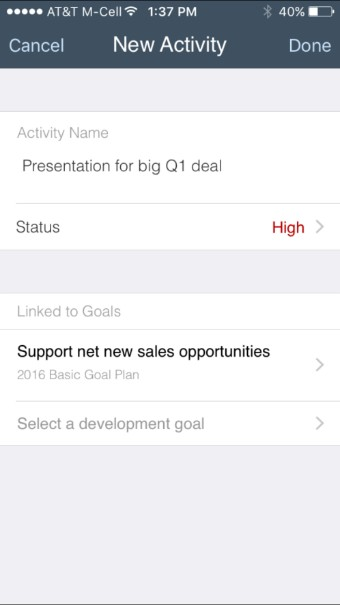 AT&T M-Cell 1:37 PM 40%
Cancel New Activity Done
Activity Name
Presentation for big Q1 deal
Status High
Linked to Goals
Support net new sales opportunities
2016 Basic Goal Plan
Select a development goal